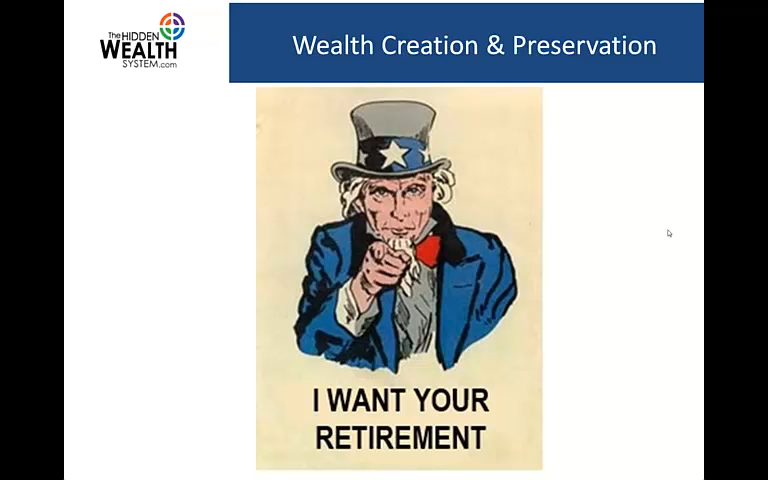 The HIDDEN
WEALTH
SYSTEM.com
Wealth Creation & Preservation
I WANT YOUR
RETIREMENT